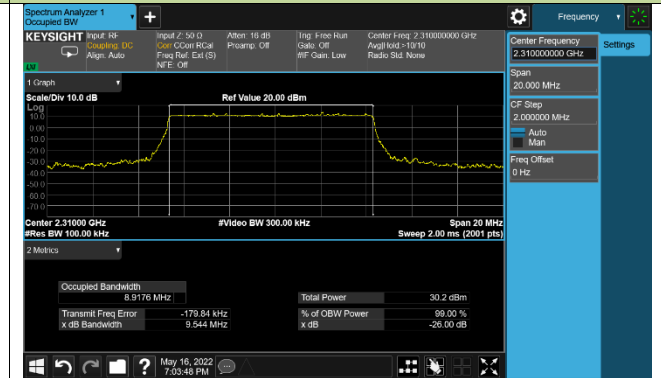 Spectrum Analyzer 1
Occupied BW
+
Frequency
KEYSIGHT
Input: RF
Coupling: DC
Align: Auto
Input Z: 50 Ω
Corr CCorr RCal
Freq Ref: Ext (S)
NFE: Off
Atten: 16 dB
Preamp: Off
Trig: Free Run
Gate: Off
#IF Gain: Low
Center Freq: 2.310000000 GHz
Avg|Hold:>10/10
Radio Std: None
Center Frequency
2.310000000 GHz
Settings
Span
20.000 MHz
CF Step
2.000000 MHz
Auto
Man
Freq Offset
0 Hz
1 Graph
Scale/Div 10.0 dB
Ref Value 20.00 dBm
Log
10.0
0.00
-10.0
-20.0
-30.0
-40.0
-50.0
-60.0
-70.0
Center 2.31000 GHz
#Video BW 300.00 kHz
Span 20 MHz
#Res BW 100.00 kHz
Sweep 2.00 ms (2001 pts)
2 Metrics
Occupied Bandwidth
8.9176 MHz
Total Power
30.2 dBm
Transmit Freq Error
-179.84 kHz
% of OBW Power
99.00 %
x dB Bandwidth
9.544 MHz
x dB
-26.00 dB
?
May 16, 2022
7:03:48 PM